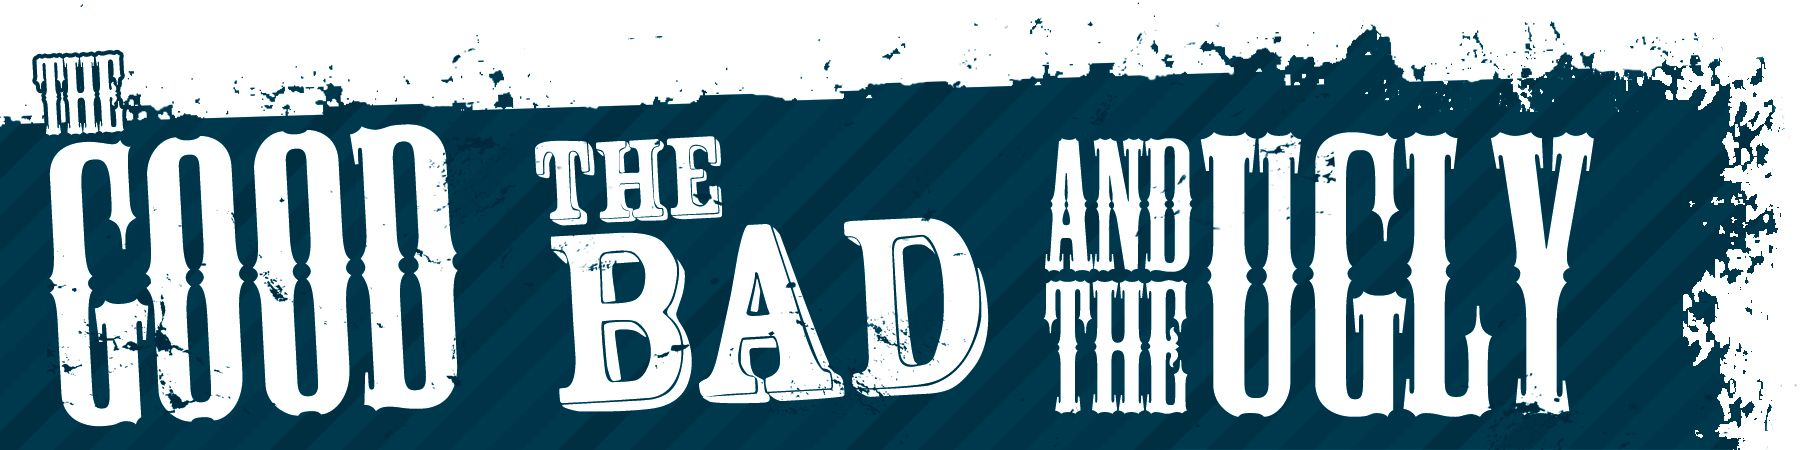 THE
GOOD
THE
BAD
AND
THE
UGLY